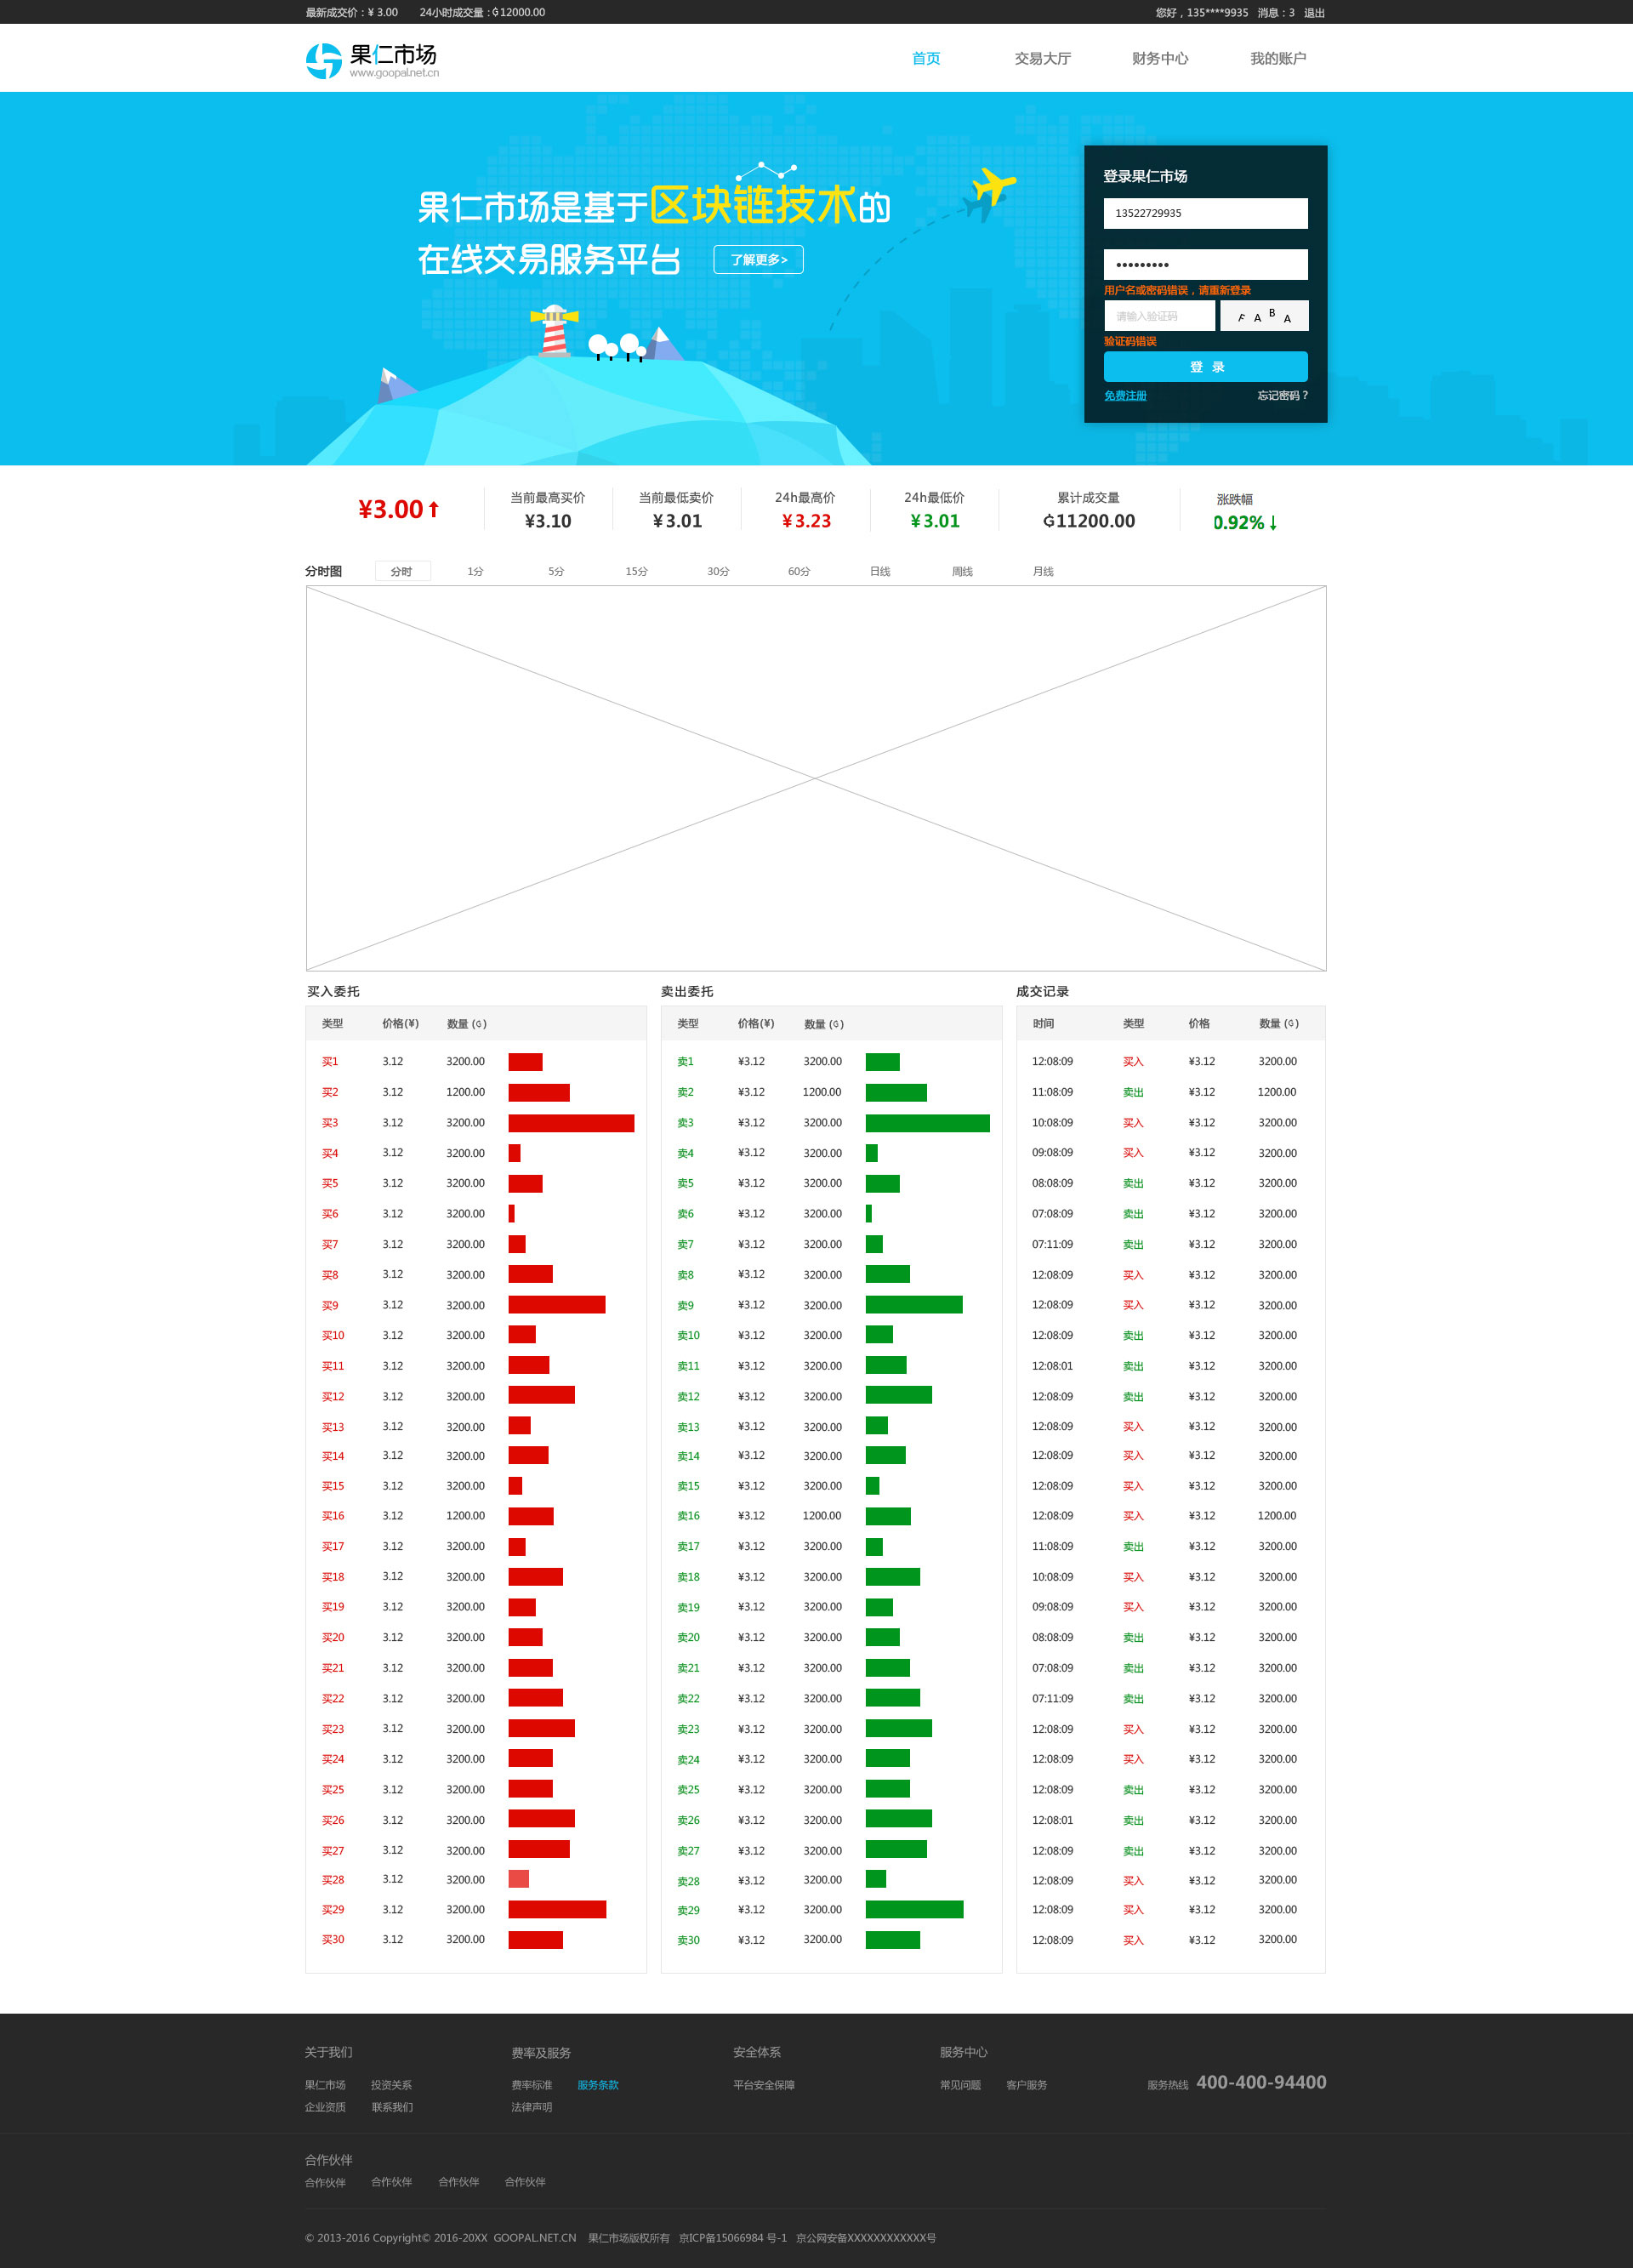 最新成交价：¥ 3.00 24小时成交量：₲12000.00 您好，135****9935 消息：3 退出
果仁市场
www.goopal.net.cn
首页 交易大厅 财务中心 我的账户
果仁市场是基于区块链技术的
在线交易服务平台 了解更多>
登录果仁市场
13522729935
•••••••••
用户名或密码错误，请重新登录
请输入验证码 F A B A
验证码错误
登 录
免费注册 忘记密码？
¥3.00
当前最高买价 当前最低卖价 24h最高价 24h最低价 累计成交量 涨跌幅
¥3.10 ¥3.01 ¥3.23 ¥3.01 ₲11200.00 0.92%↓
分时图 分时 1分 5分 15分 30分 60分 日线 周线 月线
买入委托 卖出委托 成交记录
类型 价格(¥) 数量 (₲) 类型 价格(¥) 数量 (₲) 时间 类型 价格 数量 (₲)
买1 3.12 3200.00 卖1 ¥3.12 3200.00 12:08:09 买入 ¥3.12 3200.00
买2 3.12 1200.00 卖2 ¥3.12 1200.00 11:08:09 卖出 ¥3.12 1200.00
买3 3.12 3200.00 卖3 ¥3.12 3200.00 10:08:09 买入 ¥3.12 3200.00
买4 3.12 3200.00 卖4 ¥3.12 3200.00 09:08:09 买入 ¥3.12 3200.00
买5 3.12 3200.00 卖5 ¥3.12 3200.00 08:08:09 卖出 ¥3.12 3200.00
买6 3.12 3200.00 卖6 ¥3.12 3200.00 07:08:09 卖出 ¥3.12 3200.00
买7 3.12 3200.00 卖7 ¥3.12 3200.00 07:11:09 卖出 ¥3.12 3200.00
买8 3.12 3200.00 卖8 ¥3.12 3200.00 12:08:09 买入 ¥3.12 3200.00
买9 3.12 3200.00 卖9 ¥3.12 3200.00 12:08:09 买入 ¥3.12 3200.00
买10 3.12 3200.00 卖10 ¥3.12 3200.00 12:08:09 卖出 ¥3.12 3200.00
买11 3.12 3200.00 卖11 ¥3.12 3200.00 12:08:01 卖出 ¥3.12 3200.00
买12 3.12 3200.00 卖12 ¥3.12 3200.00 12:08:09 卖出 ¥3.12 3200.00
买13 3.12 3200.00 卖13 ¥3.12 3200.00 12:08:09 买入 ¥3.12 3200.00
买14 3.12 3200.00 卖14 ¥3.12 3200.00 12:08:09 买入 ¥3.12 3200.00
买15 3.12 3200.00 卖15 ¥3.12 3200.00 12:08:09 买入 ¥3.12 3200.00
买16 3.12 1200.00 卖16 ¥3.12 1200.00 12:08:09 买入 ¥3.12 1200.00
买17 3.12 3200.00 卖17 ¥3.12 3200.00 11:08:09 卖出 ¥3.12 3200.00
买18 3.12 3200.00 卖18 ¥3.12 3200.00 10:08:09 买入 ¥3.12 3200.00
买19 3.12 3200.00 卖19 ¥3.12 3200.00 09:08:09 买入 ¥3.12 3200.00
买20 3.12 3200.00 卖20 ¥3.12 3200.00 08:08:09 卖出 ¥3.12 3200.00
买21 3.12 3200.00 卖21 ¥3.12 3200.00 07:08:09 卖出 ¥3.12 3200.00
买22 3.12 3200.00 卖22 ¥3.12 3200.00 07:11:09 卖出 ¥3.12 3200.00
买23 3.12 3200.00 卖23 ¥3.12 3200.00 12:08:09 买入 ¥3.12 3200.00
买24 3.12 3200.00 卖24 ¥3.12 3200.00 12:08:09 买入 ¥3.12 3200.00
买25 3.12 3200.00 卖25 ¥3.12 3200.00 12:08:09 卖出 ¥3.12 3200.00
买26 3.12 3200.00 卖26 ¥3.12 3200.00 12:08:01 卖出 ¥3.12 3200.00
买27 3.12 3200.00 卖27 ¥3.12 3200.00 12:08:09 卖出 ¥3.12 3200.00
买28 3.12 3200.00 卖28 ¥3.12 3200.00 12:08:09 买入 ¥3.12 3200.00
买29 3.12 3200.00 卖29 ¥3.12 3200.00 12:08:09 买入 ¥3.12 3200.00
买30 3.12 3200.00 卖30 ¥3.12 3200.00 12:08:09 买入 ¥3.12 3200.00
关于我们 费率及服务 安全体系 服务中心
果仁市场 投资关系 费率标准 服务条款 平台安全保障 常见问题 客户服务 服务热线 400-400-94400
企业资质 联系我们 法律声明
合作伙伴
合作伙伴 合作伙伴 合作伙伴 合作伙伴
© 2013-2016 Copyright© 2016-20XX GOOPAL.NET.CN 果仁市场版权所有 京ICP备15066984 号-1 京公网安备XXXXXXXXXXXX号